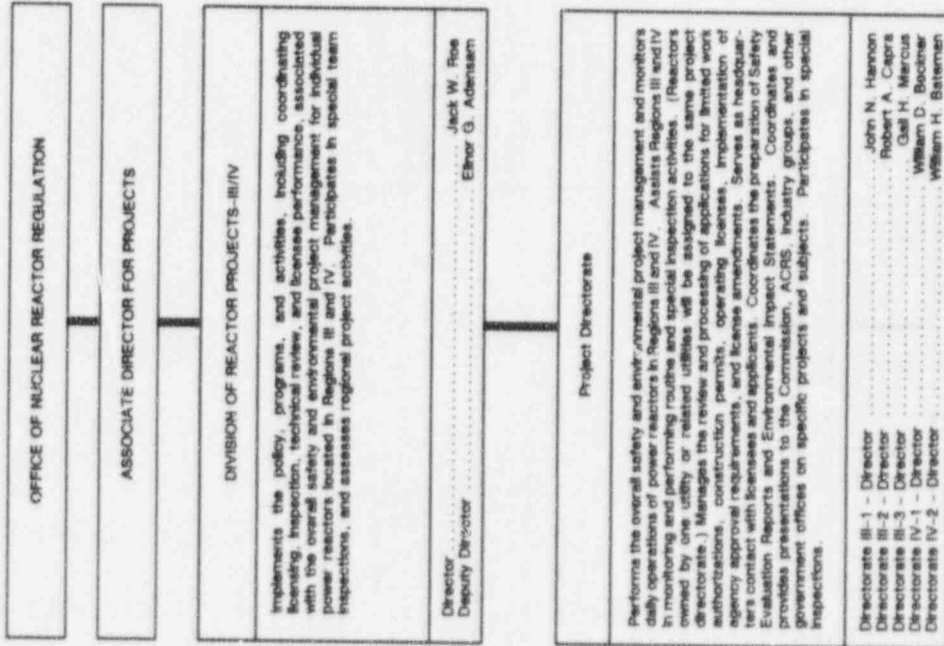 OFFICE OF NUCLEAR REACTOR REGULATION
ASSOCIATE DIRECTOR FOR PROJECTS
DIVISION OF REACTOR PROJECTS-III/IV
Implements the policy, programs, and activities, including coordinating
licensing, inspection, technical review, and licensee performance, associated
with the overall safety and environmental project management for individual
power reactors located in Regions III and IV. Participates in special team
inspections, and assesses regional project activities.
Director ........ Jack W. Roe
Deputy Director ........ Elinor G. Adensam
Project Directorate
Performs the overall safety and environmental project management and monitors
daily operations of power reactors in Regions III and IV. Assists Regions III and IV
in monitoring and performing routine and special inspection activities. (Reactors
owned by one utility or related utilities will be assigned to the same project
directorate.) Manages the review and processing of applications for limited work
authorizations, construction permits, operating licenses, implementation of
agency approval requirements, and license amendments. Serves as headquar-
ters contact with licensees and applicants. Coordinates the preparation of Safety
Evaluation Reports and Environmental Impact Statements. Coordinates and
provides presentations to the Commission, ACRS, industry groups, and other
government offices on specific projects and subjects. Participates in special
inspections.
Directorate III-1 - Director ........ John N. Hannon
Directorate III-2 - Director ........ Robert A. Capra
Directorate III-3 - Director ........ Gail H. Marcus
Directorate IV-1 - Director ........ William D. Beckner
Directorate IV-2 - Director ........ William H. Bateman